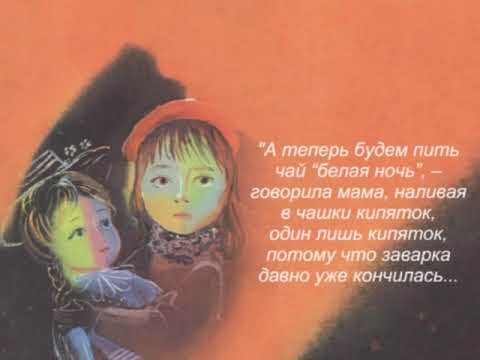 "А теперь будем пить
чай “белая ночь”, –
говорила мама, наливая
в чашки кипяток,
один лишь кипяток,
потому что заварка
давно уже кончилась...